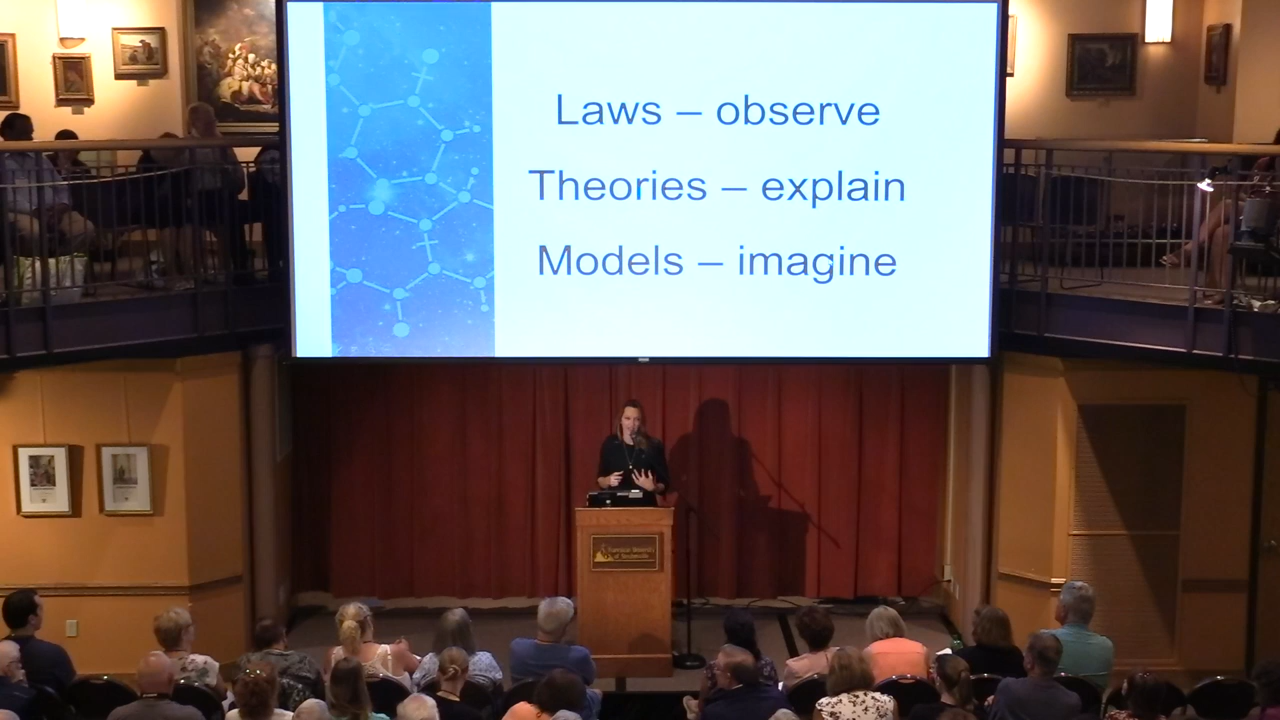 Laws – observe
Theories – explain
Models – imagine